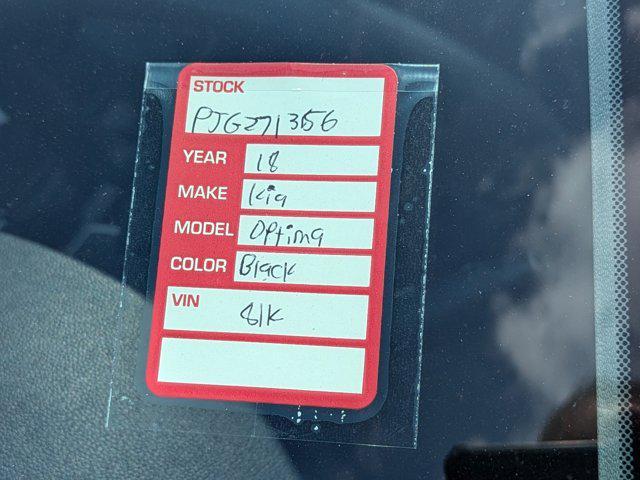 STOCK
PJG271356
YEAR 18
MAKE Kia
MODEL Optima
COLOR Black
VIN
81K